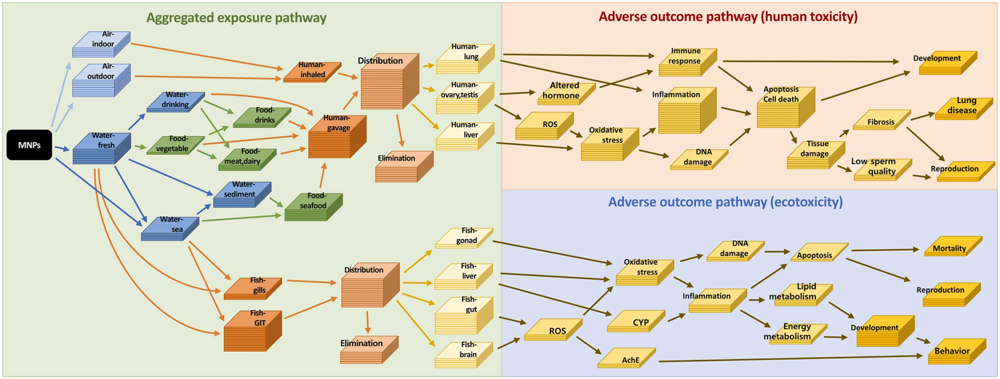 Aggregated exposure pathway
Air-
indoor
Air-
outdoor
MNPs
Water-
fresh
Water-
drinking
Food-
vegetable
Food-
drinks
Food-
meat,dairy
Water-
sediment
Water-
sea
Food-
seafood
Human-
inhaled
Human-
gavage
Distribution
Elimination
Human-
lung
Human-
ovary,testis
Human-
liver
Fish-
gills
Fish-
GIT
Distribution
Elimination
Fish-
gonad
Fish-
liver
Fish-
gut
Fish-
brain
Adverse outcome pathway (human toxicity)
Immune
response
Altered
hormone
Inflammation
ROS
Oxidative
stress
DNA
damage
Apoptosis
Cell death
Tissue
damage
Fibrosis
Low sperm
quality
Development
Lung
disease
Reproduction
Adverse outcome pathway (ecotoxicity)
Oxidative
stress
DNA
damage
Apoptosis
Inflammation
CYP
ROS
AchE
Lipid
metabolism
Energy
metabolism
Mortality
Reproduction
Development
Behavior